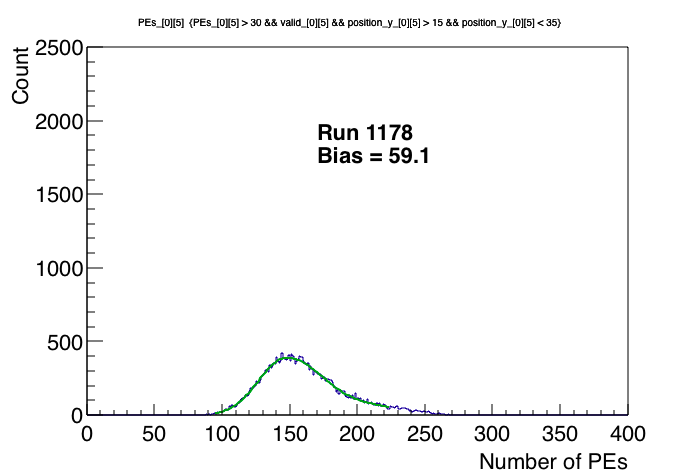 PEs_[0][5] {PEs_[0][5] > 30 && valid_[0][5] && position_y_[0][5] > 15 && position_y_[0][5] < 35}
Count
2500
2000
1500
1000
500
0
Run 1178
Bias = 59.1
0 50 100 150 200 250 300 350 400
Number of PEs